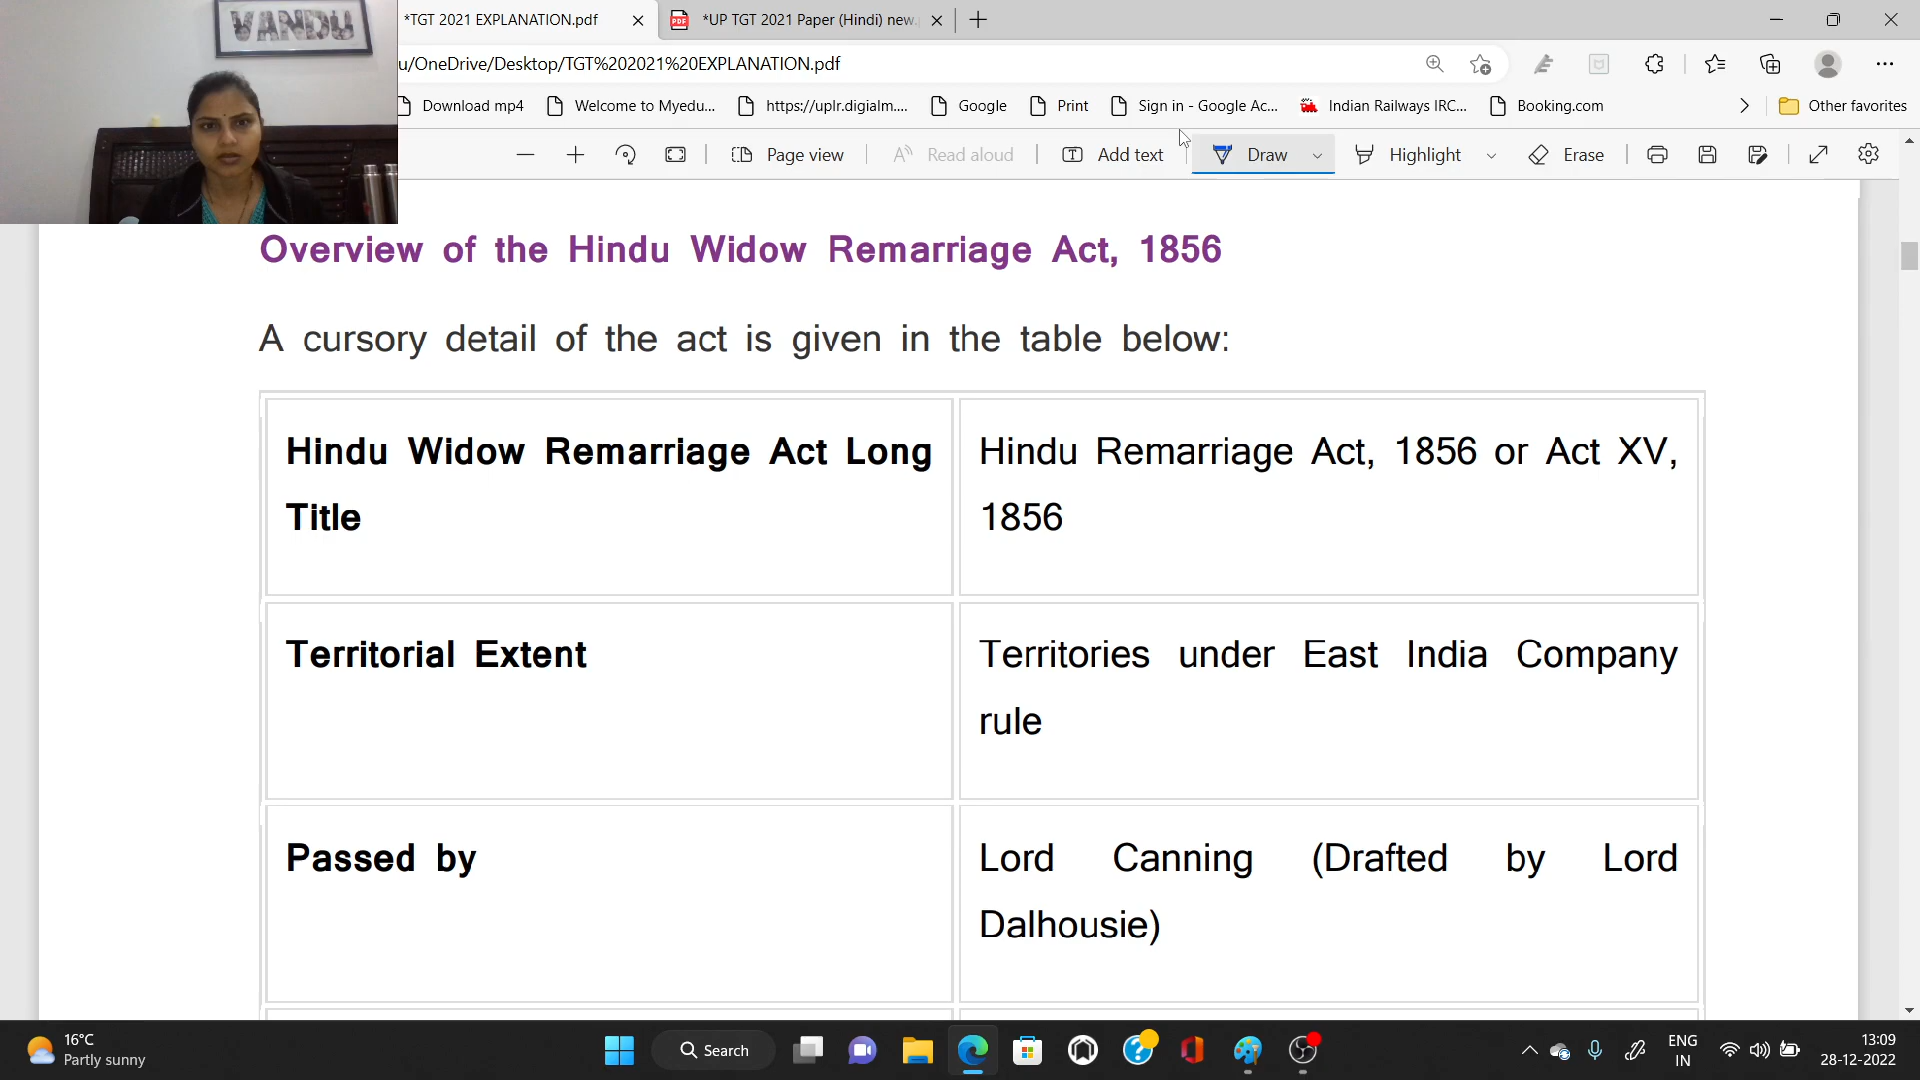 VANDU
*TGT 2021 EXPLANATION.pdf
*UP TGT 2021 Paper (Hindi) new.
u/OneDrive/Desktop/TGT%202021%20EXPLANATION.pdf
Download mp4
Welcome to Myedu...
https://uplr.digialm....
Google
Print
Sign in - Google Ac...
Indian Railways IRC...
Booking.com
Other favorites
Page view
Read aloud
Add text
Draw
Highlight
Erase
Overview of the Hindu Widow Remarriage Act, 1856
A cursory detail of the act is given in the table below:
Hindu Widow Remarriage Act Long
Title
Hindu Remarriage Act, 1856 or Act XV,
1856
Territorial Extent
Territories under East India Company
rule
Passed by
Lord Canning (Drafted by Lord
Dalhousie)
16°C
Partly sunny
Search
ENG
IN
13:09
28-12-2022